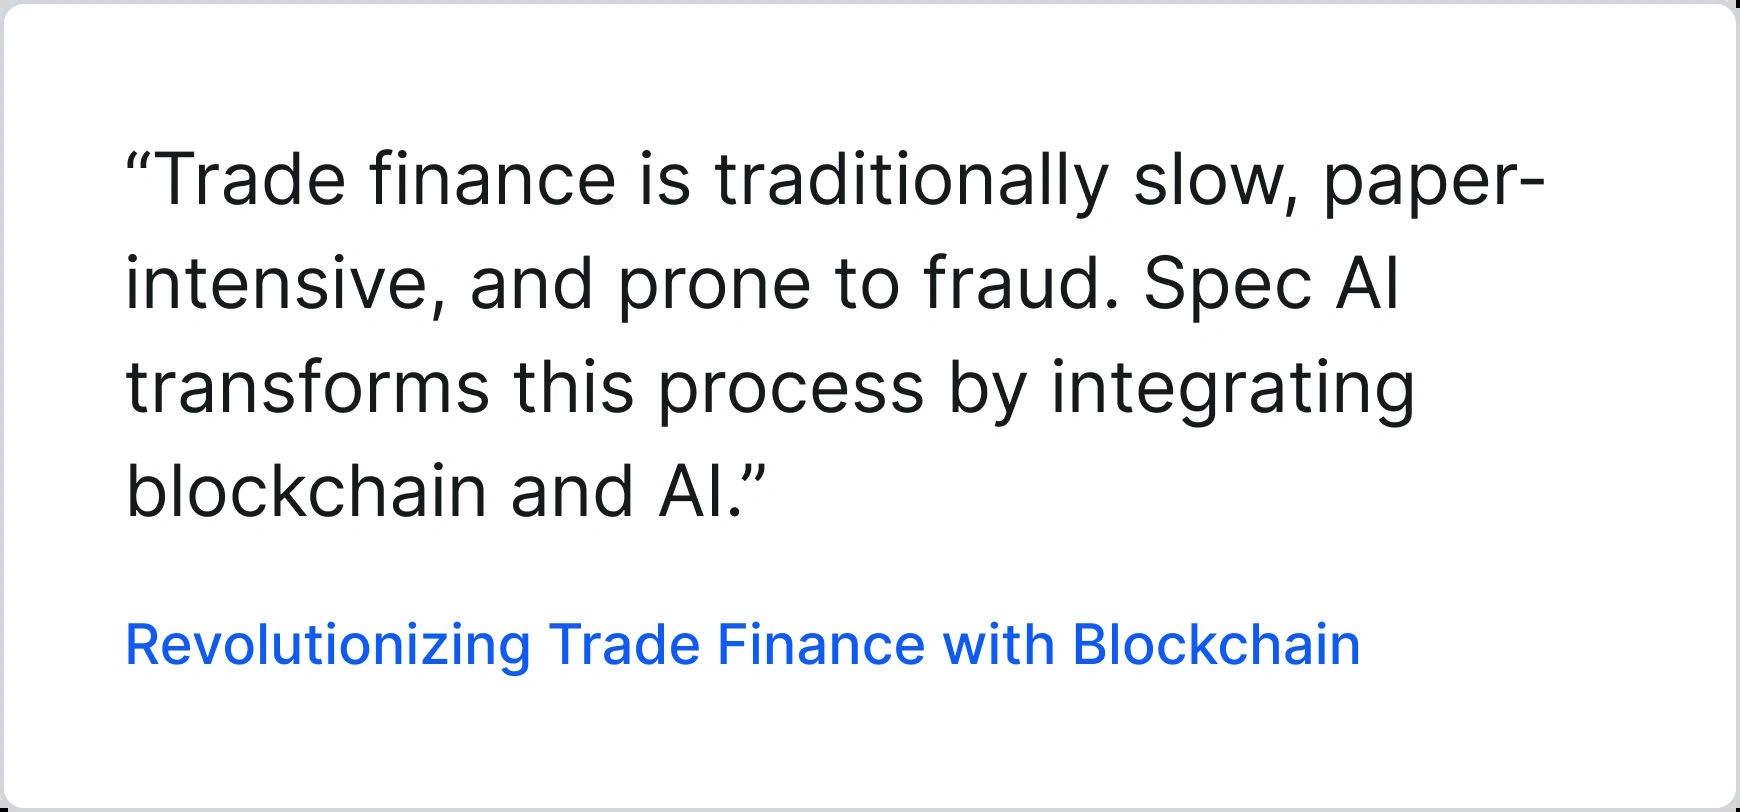 “Trade finance is traditionally slow, paper-
intensive, and prone to fraud. Spec AI
transforms this process by integrating
blockchain and AI.”
Revolutionizing Trade Finance with Blockchain